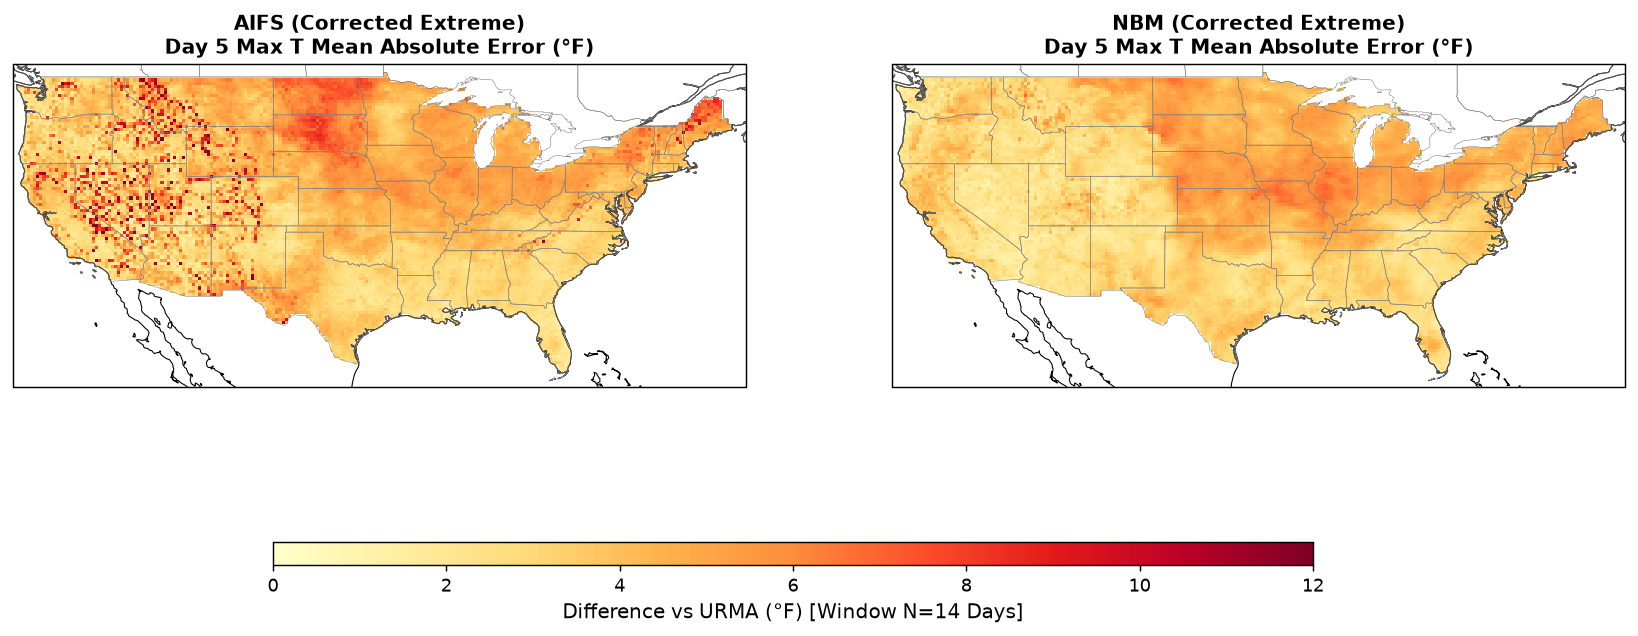 AIFS (Corrected Extreme)
Day 5 Max T Mean Absolute Error (°F)
NBM (Corrected Extreme)
Day 5 Max T Mean Absolute Error (°F)
0 2 4 6 8 10 12
Difference vs URMA (°F) [Window N=14 Days]